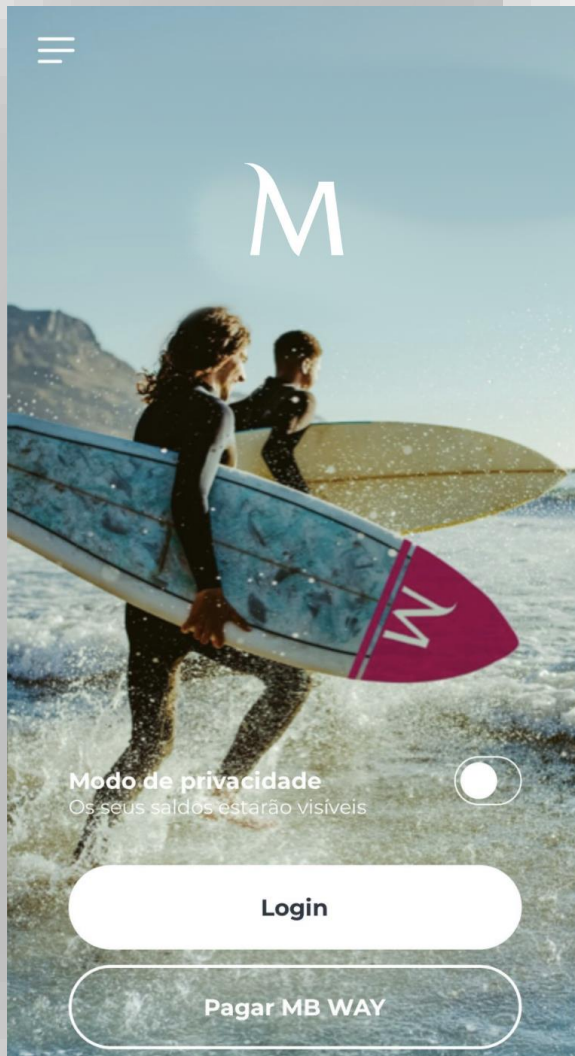 M
M
Modo de privacidade
Os seus saldos estarão visíveis
Login
Pagar MB WAY